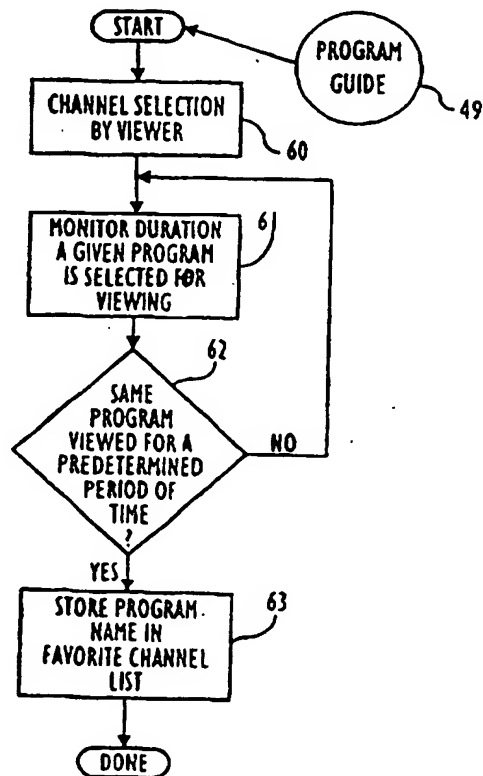 START
PROGRAM
GUIDE
49
CHANNEL SELECTION
BY VIEWER
60
MONITOR DURATION
A GIVEN PROGRAM
IS SELECTED FOR
VIEWING
61
62
SAME
PROGRAM
VIEWED FOR A
PREDETERMINED
PERIOD OF
TIME
?
NO
YES
STORE PROGRAM
NAME IN
FAVORITE CHANNEL
LIST
63
DONE